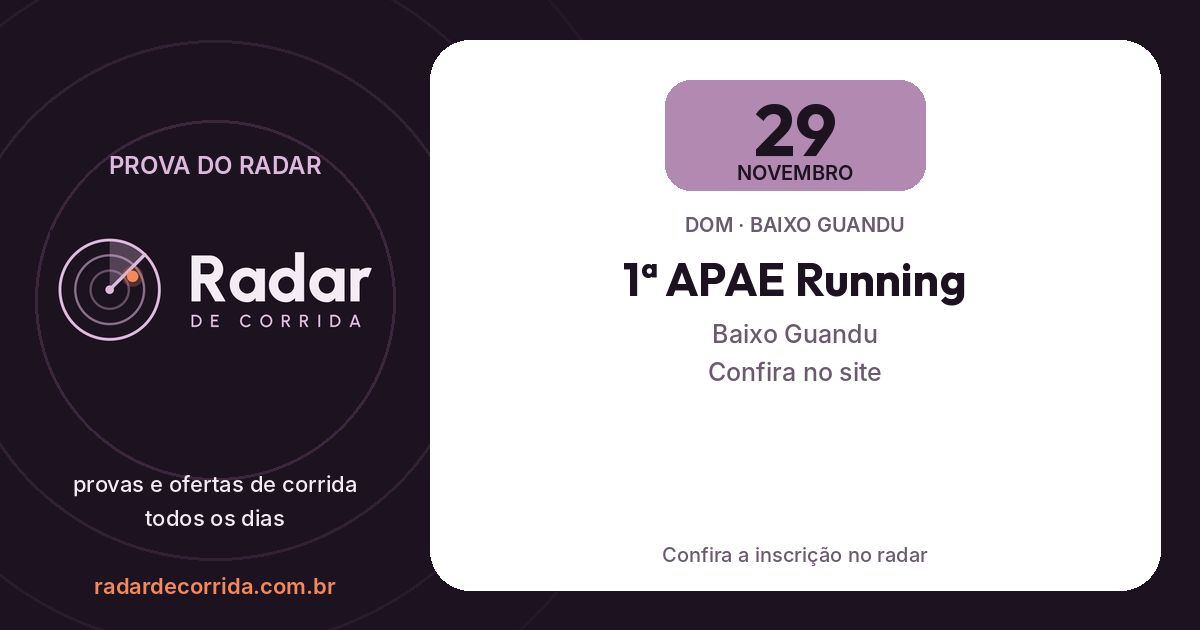 PROVA DO RADAR
Radar
DE CORRIDA
provas e ofertas de corrida
todos os dias
radardecorrida.com.br
29
NOVEMBRO
DOM · BAIXO GUANDU
1ª APAE Running
Baixo Guandu
Confira no site
Confira a inscrição no radar